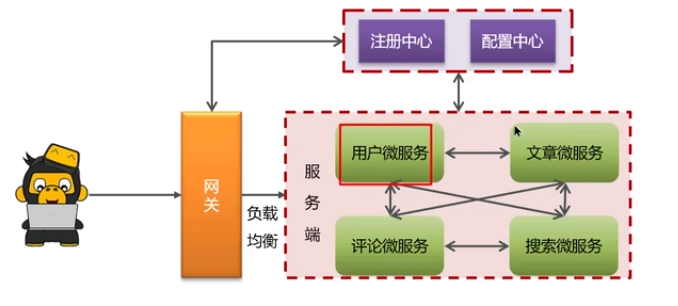 注册中心
配置中心
网关
负载
均衡
服务端
用户微服务
文章微服务
评论微服务
搜索微服务